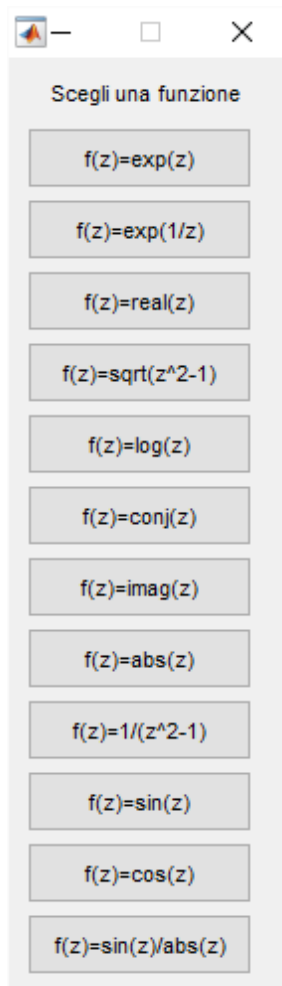 Scegli una funzione
f(z)=exp(z)
f(z)=exp(1/z)
f(z)=real(z)
f(z)=sqrt(z^2-1)
f(z)=log(z)
f(z)=conj(z)
f(z)=imag(z)
f(z)=abs(z)
f(z)=1/(z^2-1)
f(z)=sin(z)
f(z)=cos(z)
f(z)=sin(z)/abs(z)